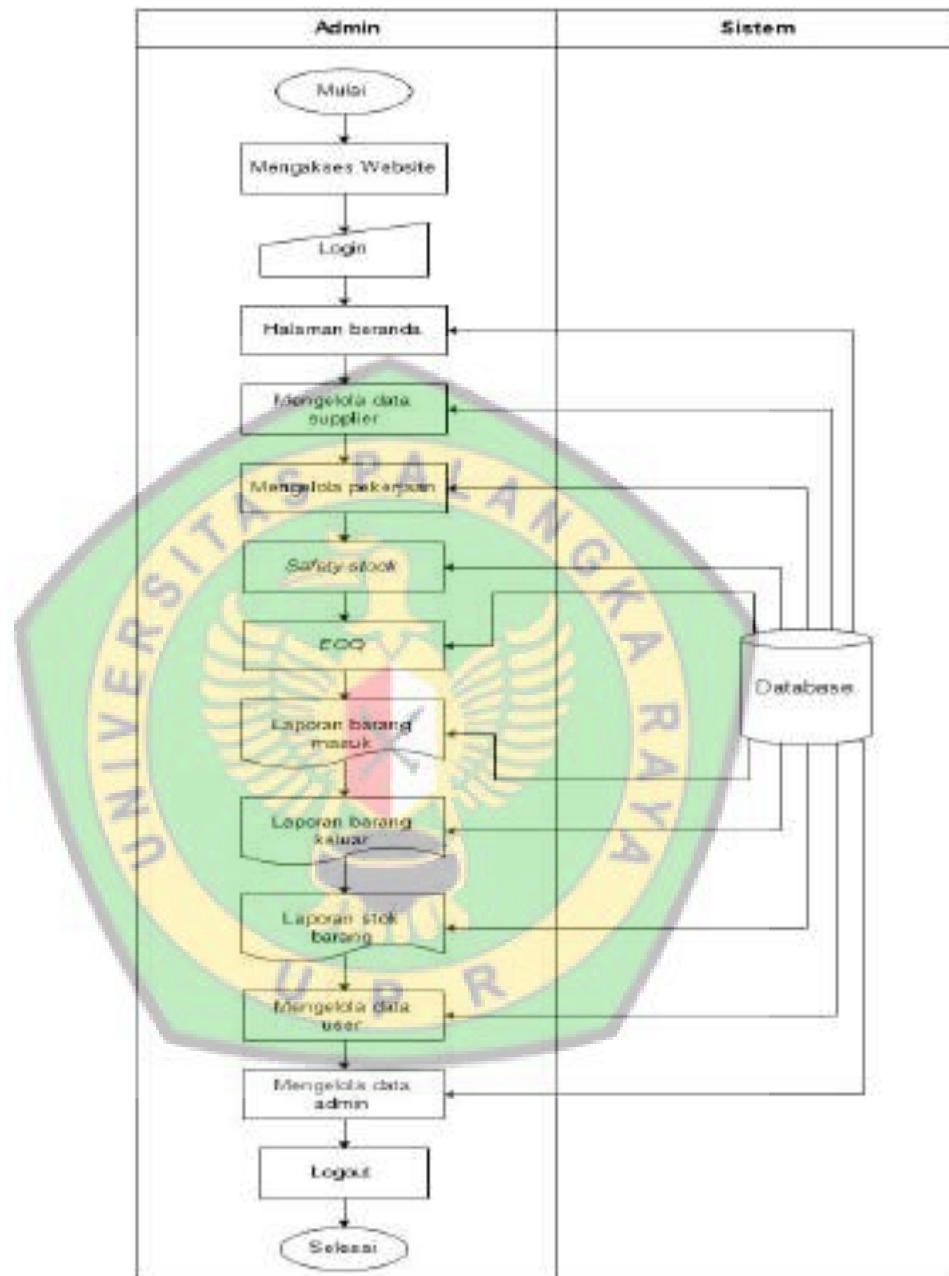 Admin
Sistem
Mulai
Mengakses Website
Login
Halaman beranda
Mengelola data
supplier
Mengelola pekerjaan
Safety stock
EOQ
Laporan barang
masuk
Laporan barang
keluar
Laporan stok
barang
Mengelola data
user
Mengelola data
admin
Logout
Selesai
Database
UNIVERSITAS PALANGKA RAYA
UPR